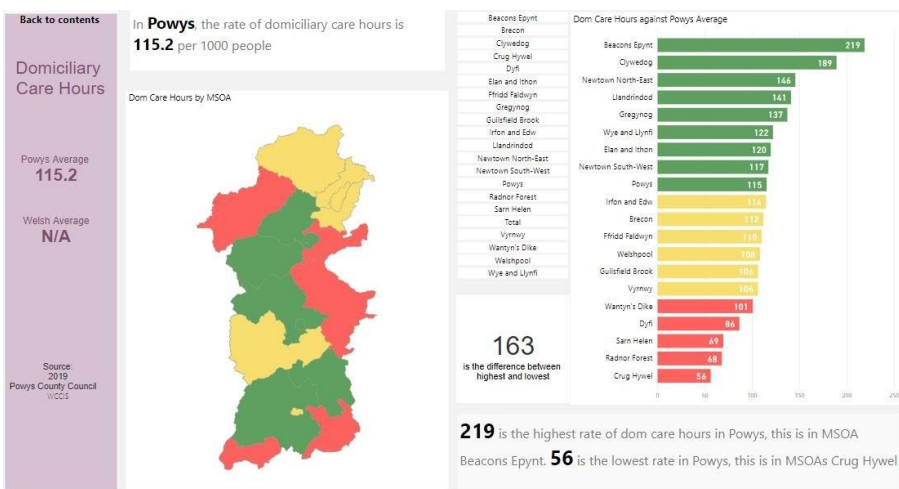 Back to contents
Domiciliary
Care Hours
Powys Average
115.2
Welsh Average
N/A
Source:
2019
Powys County Council
WCCIS
In Powys, the rate of domiciliary care hours is
115.2 per 1000 people
Dom Care Hours by MSOA
Beacons Epynt
Brecon
Clywedog
Crug Hywel
Dyfi
Elan and Ithon
Ffridd Faldwyn
Gregynog
Guilsfield Brook
Irfon and Edw
Llandrindod
Newtown North-East
Newtown South-West
Powys
Radnor Forest
Sarn Helen
Total
Vyrnwy
Wantyn's Dike
Welshpool
Wye and Llynfi
163
is the difference between
highest and lowest
Dom Care Hours against Powys Average
Beacons Epynt 219
Clywedog 189
Newtown North-East 146
Llandrindod 141
Gregynog 137
Wye and Llynfi 122
Elan and Ithon 120
Newtown South-West 117
Powys 115
Irfon and Edw 114
Brecon 112
Ffridd Faldwyn 110
Welshpool 108
Guilsfield Brook 106
Vyrnwy 106
Wantyn's Dike 101
Dyfi 86
Sarn Helen 69
Radnor Forest 68
Crug Hywel 56
0 50 100 150 200 250
219 is the highest rate of dom care hours in Powys, this is in MSOA
Beacons Epynt. 56 is the lowest rate in Powys, this is in MSOAs Crug Hywel